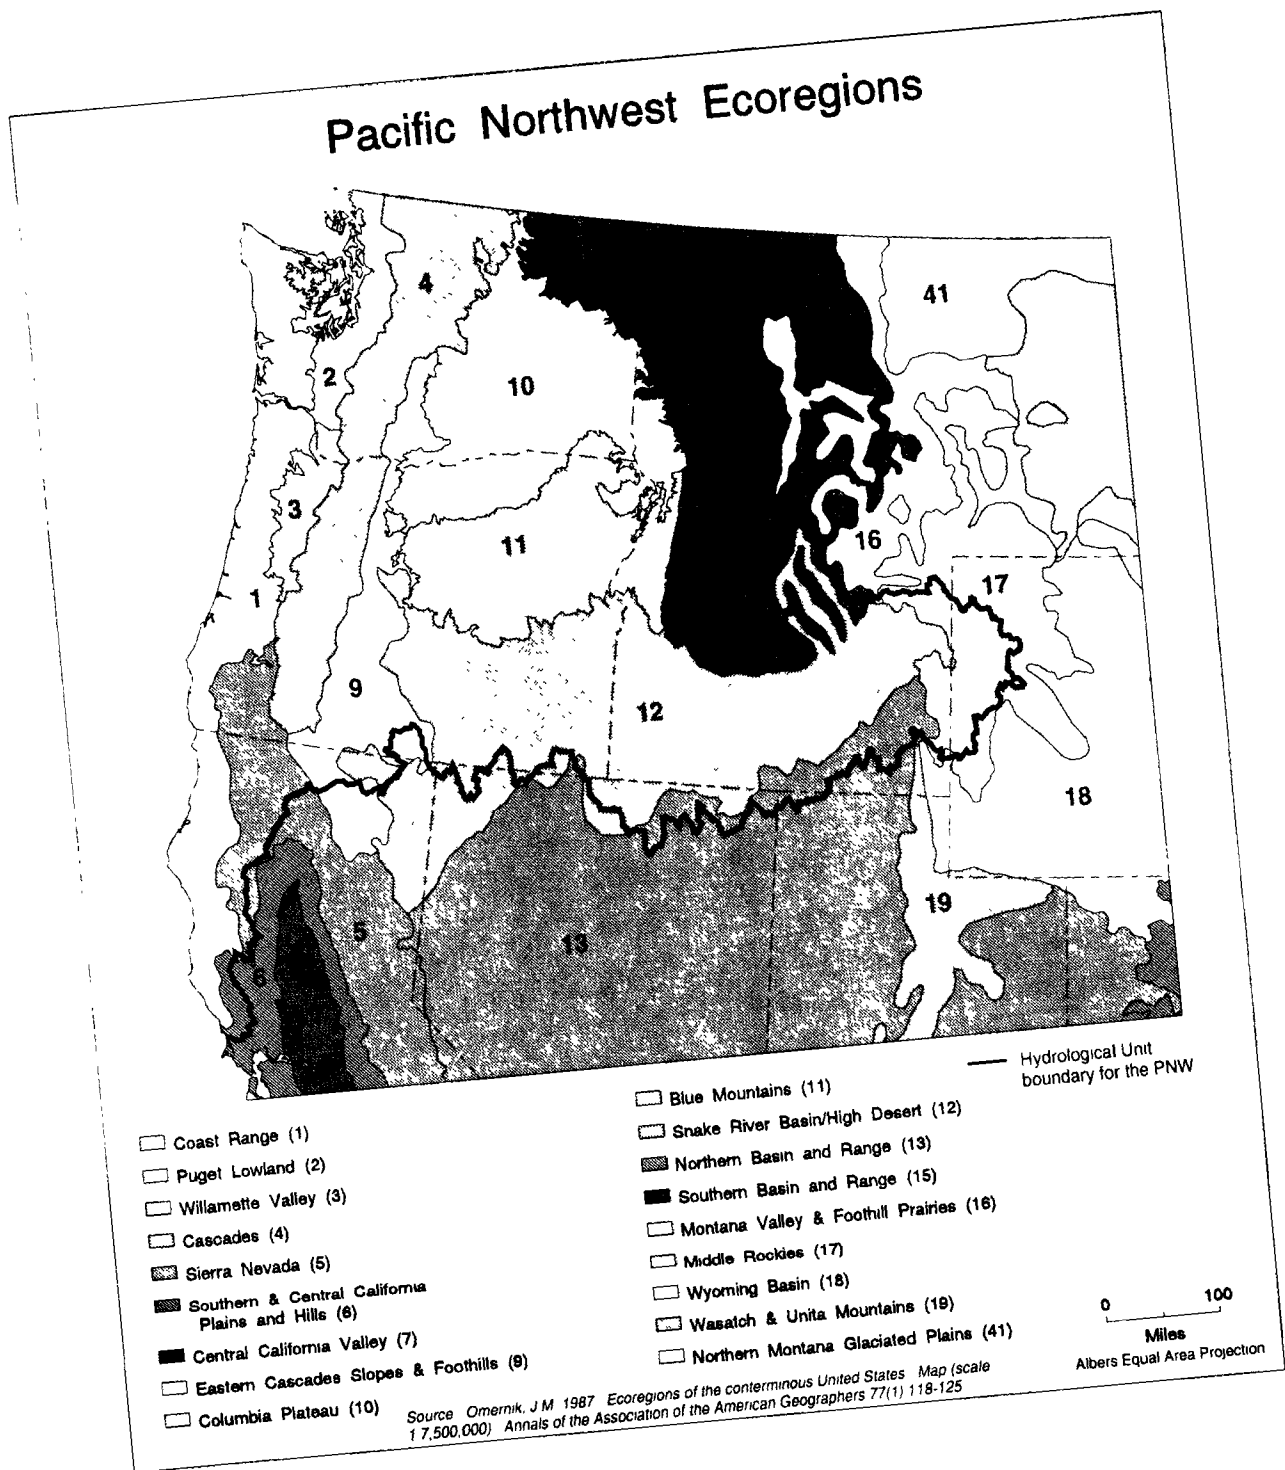 Pacific Northwest Ecoregions
4
41
2
10
3
11
16
1
17
9
12
18
19
5
13
6
Hydrological Unit
boundary for the PNW
Coast Range (1)
Puget Lowland (2)
Willamette Valley (3)
Cascades (4)
Sierra Nevada (5)
Southern & Central California
Plains and Hills (6)
Central California Valley (7)
Eastern Cascades Slopes & Foothills (9)
Columbia Plateau (10)
Blue Mountains (11)
Snake River Basin/High Desert (12)
Northern Basin and Range (13)
Southern Basin and Range (15)
Montana Valley & Foothill Prairies (16)
Middle Rockies (17)
Wyoming Basin (18)
Wasatch & Unita Mountains (19)
Northern Montana Glaciated Plains (41)
0 100
Miles
Albers Equal Area Projection
Source Omernik, J M 1987 Ecoregions of the conterminous United States Map (scale
1 7,500,000) Annals of the Association of the American Geographers 77(1) 118-125